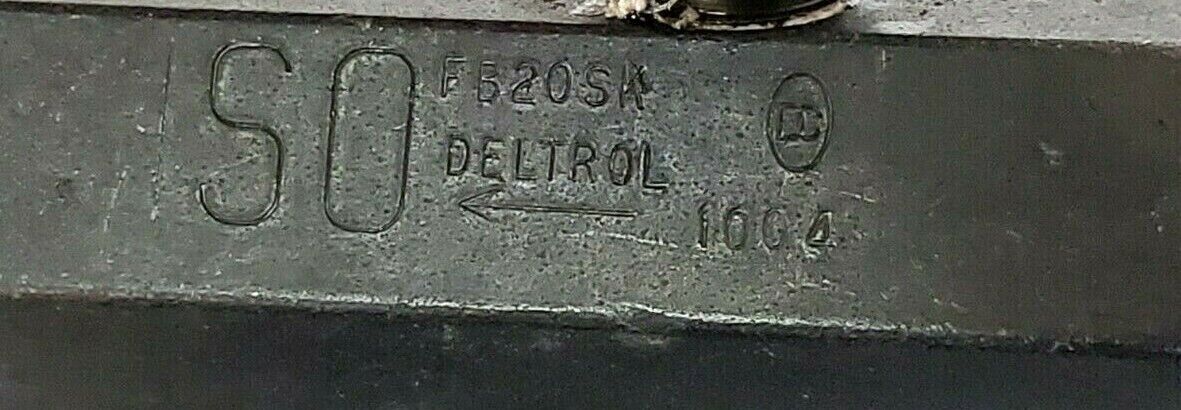 SO
FB20SK
DELTROL
1004